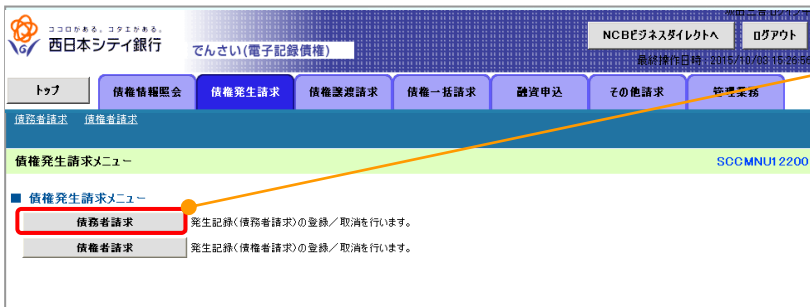 ココロがある。コタエがある。
西日本シティ銀行
でんさい(電子記録債権)
NCBビジネスダイレクトへ
ログアウト
最終操作日時 2015/10/03 15:26:56
トップ
債権情報照会
債権発生請求
債権譲渡請求
債権一括請求
融資申込
その他請求
管理業務
債務者請求 債権者請求
債権発生請求メニュー
SCCMNU12200
■ 債権発生請求メニュー
債務者請求
発生記録(債務者請求)の登録/取消を行います。
債権者請求
発生記録(債権者請求)の登録/取消を行います。